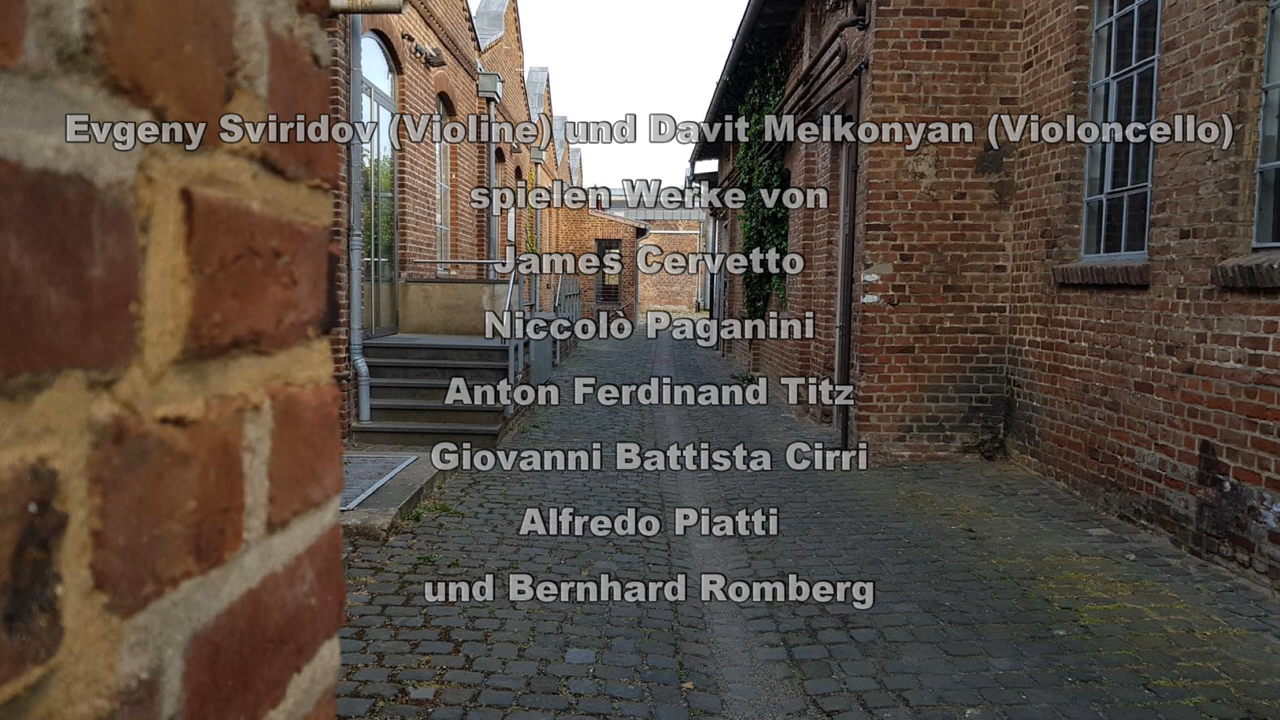 Evgeny Sviridov (Violine) und Davit Melkonyan (Violoncello)
spielen Werke von
James Cervetto
Niccolo Paganini
Anton Ferdinand Titz
Giovanni Battista Cirri
Alfredo Piatti
und Bernhard Romberg